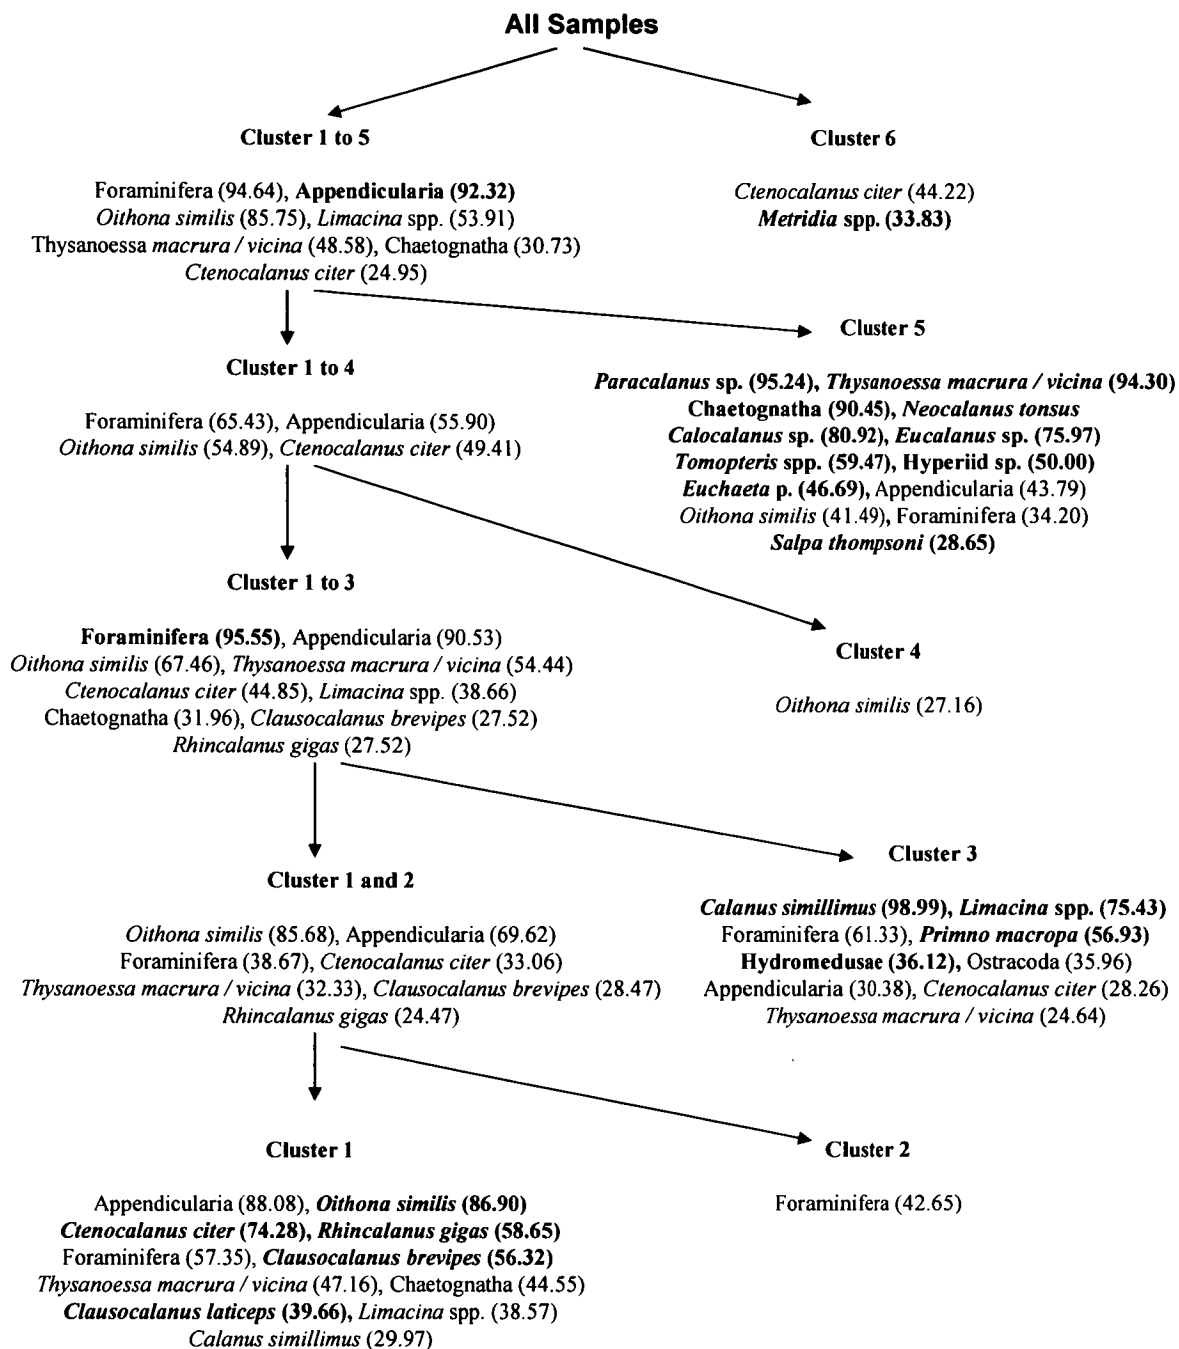 All Samples
Cluster 1 to 5
Foraminifera (94.64), Appendicularia (92.32)
Oithona similis (85.75), Limacina spp. (53.91)
Thysanoessa macrura / vicina (48.58), Chaetognatha (30.73)
Ctenocalanus citer (24.95)
Cluster 6
Ctenocalanus citer (44.22)
Metridia spp. (33.83)
Cluster 1 to 4
Foraminifera (65.43), Appendicularia (55.90)
Oithona similis (54.89), Ctenocalanus citer (49.41)
Cluster 5
Paracalanus sp. (95.24), Thysanoessa macrura / vicina (94.30)
Chaetognatha (90.45), Neocalanus tonsus
Calocalanus sp. (80.92), Eucalanus sp. (75.97)
Tomopteris spp. (59.47), Hyperiid sp. (50.00)
Euchaeta p. (46.69), Appendicularia (43.79)
Oithona similis (41.49), Foraminifera (34.20)
Salpa thompsoni (28.65)
Cluster 1 to 3
Foraminifera (95.55), Appendicularia (90.53)
Oithona similis (67.46), Thysanoessa macrura / vicina (54.44)
Ctenocalanus citer (44.85), Limacina spp. (38.66)
Chaetognatha (31.96), Clausocalanus brevipes (27.52)
Rhincalanus gigas (27.52)
Cluster 4
Oithona similis (27.16)
Cluster 1 and 2
Oithona similis (85.68), Appendicularia (69.62)
Foraminifera (38.67), Ctenocalanus citer (33.06)
Thysanoessa macrura / vicina (32.33), Clausocalanus brevipes (28.47)
Rhincalanus gigas (24.47)
Cluster 3
Calanus simillimus (98.99), Limacina spp. (75.43)
Foraminifera (61.33), Primno macropa (56.93)
Hydromedusae (36.12), Ostracoda (35.96)
Appendicularia (30.38), Ctenocalanus citer (28.26)
Thysanoessa macrura / vicina (24.64)
Cluster 1
Appendicularia (88.08), Oithona similis (86.90)
Ctenocalanus citer (74.28), Rhincalanus gigas (58.65)
Foraminifera (57.35), Clausocalanus brevipes (56.32)
Thysanoessa macrura / vicina (47.16), Chaetognatha (44.55)
Clausocalanus laticeps (39.66), Limacina spp. (38.57)
Calanus simillimus (29.97)
Cluster 2
Foraminifera (42.65)